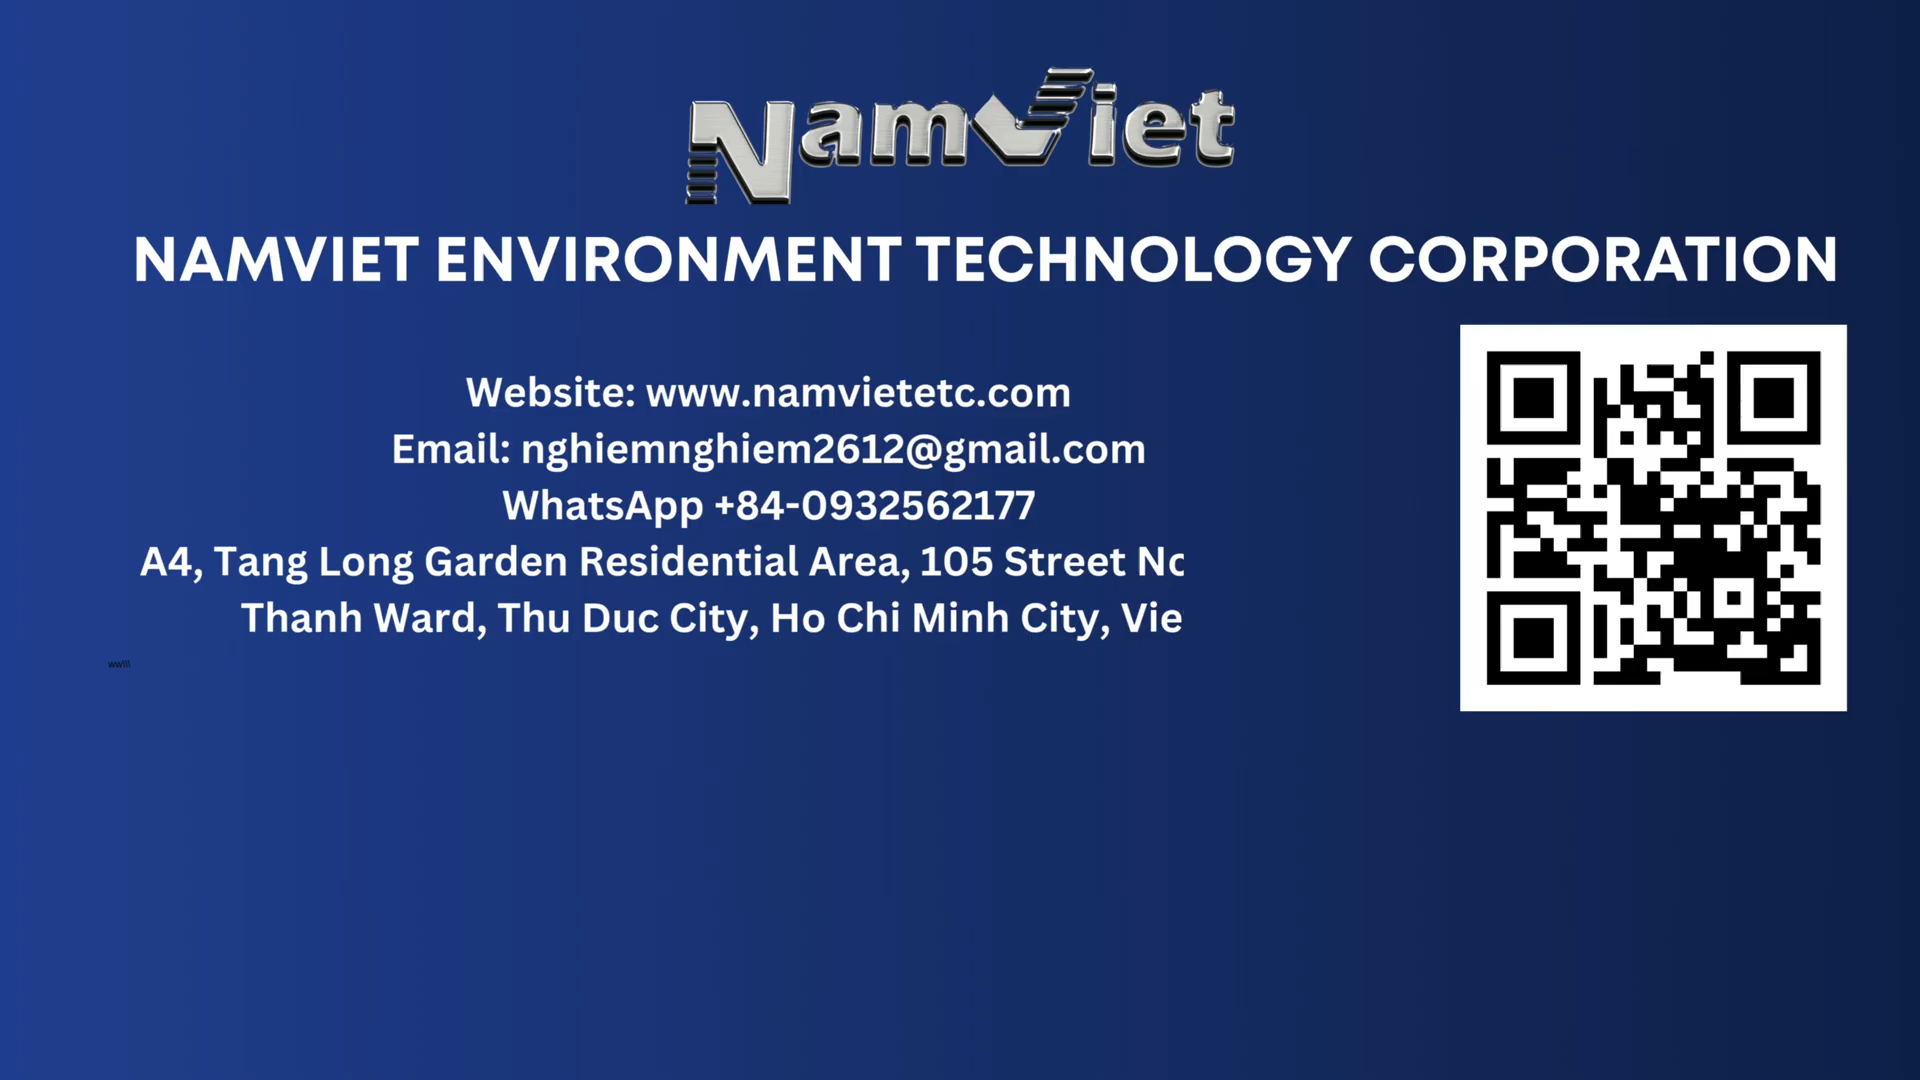 NamViet
NAMVIET ENVIRONMENT TECHNOLOGY CORPORATION
Website: www.namvietetc.com
Email: nghiemnghiem2612@gmail.com
WhatsApp +84-0932562177
A4, Tang Long Garden Residential Area, 105 Street
Thanh Ward, Thu Duc City, Ho Chi Minh City,